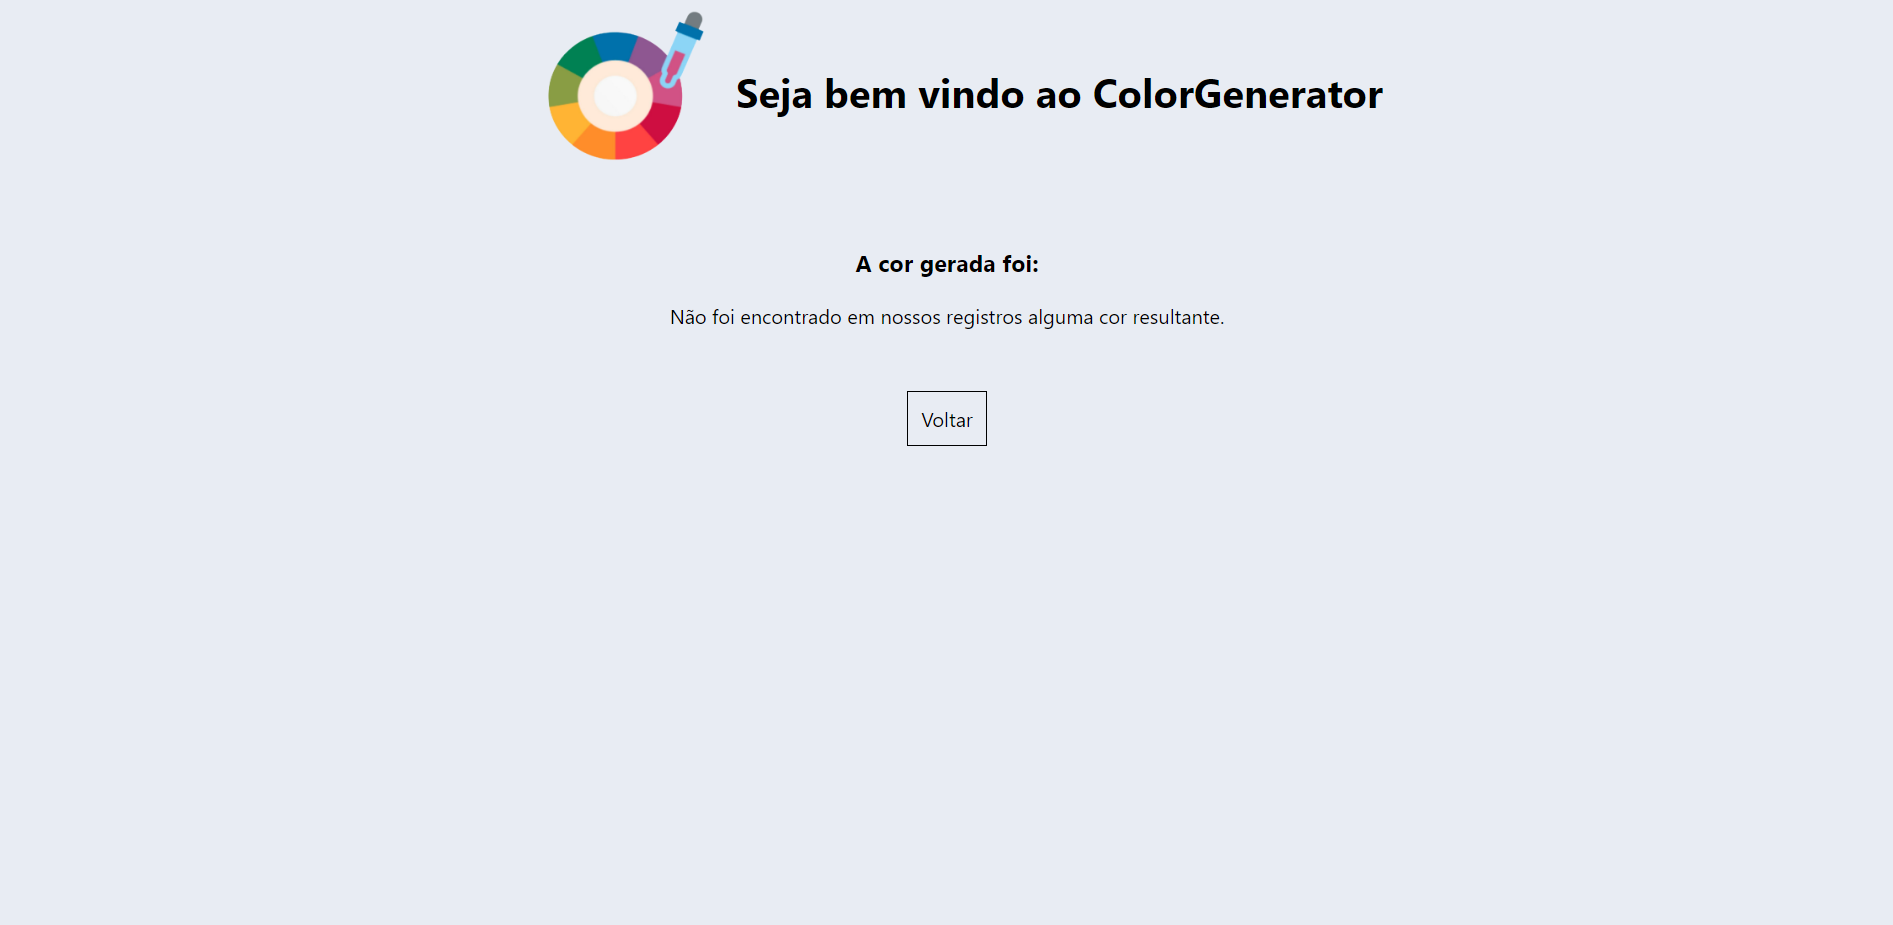 Seja bem vindo ao ColorGenerator
A cor gerada foi:
Não foi encontrado em nossos registros alguma cor resultante.
Voltar